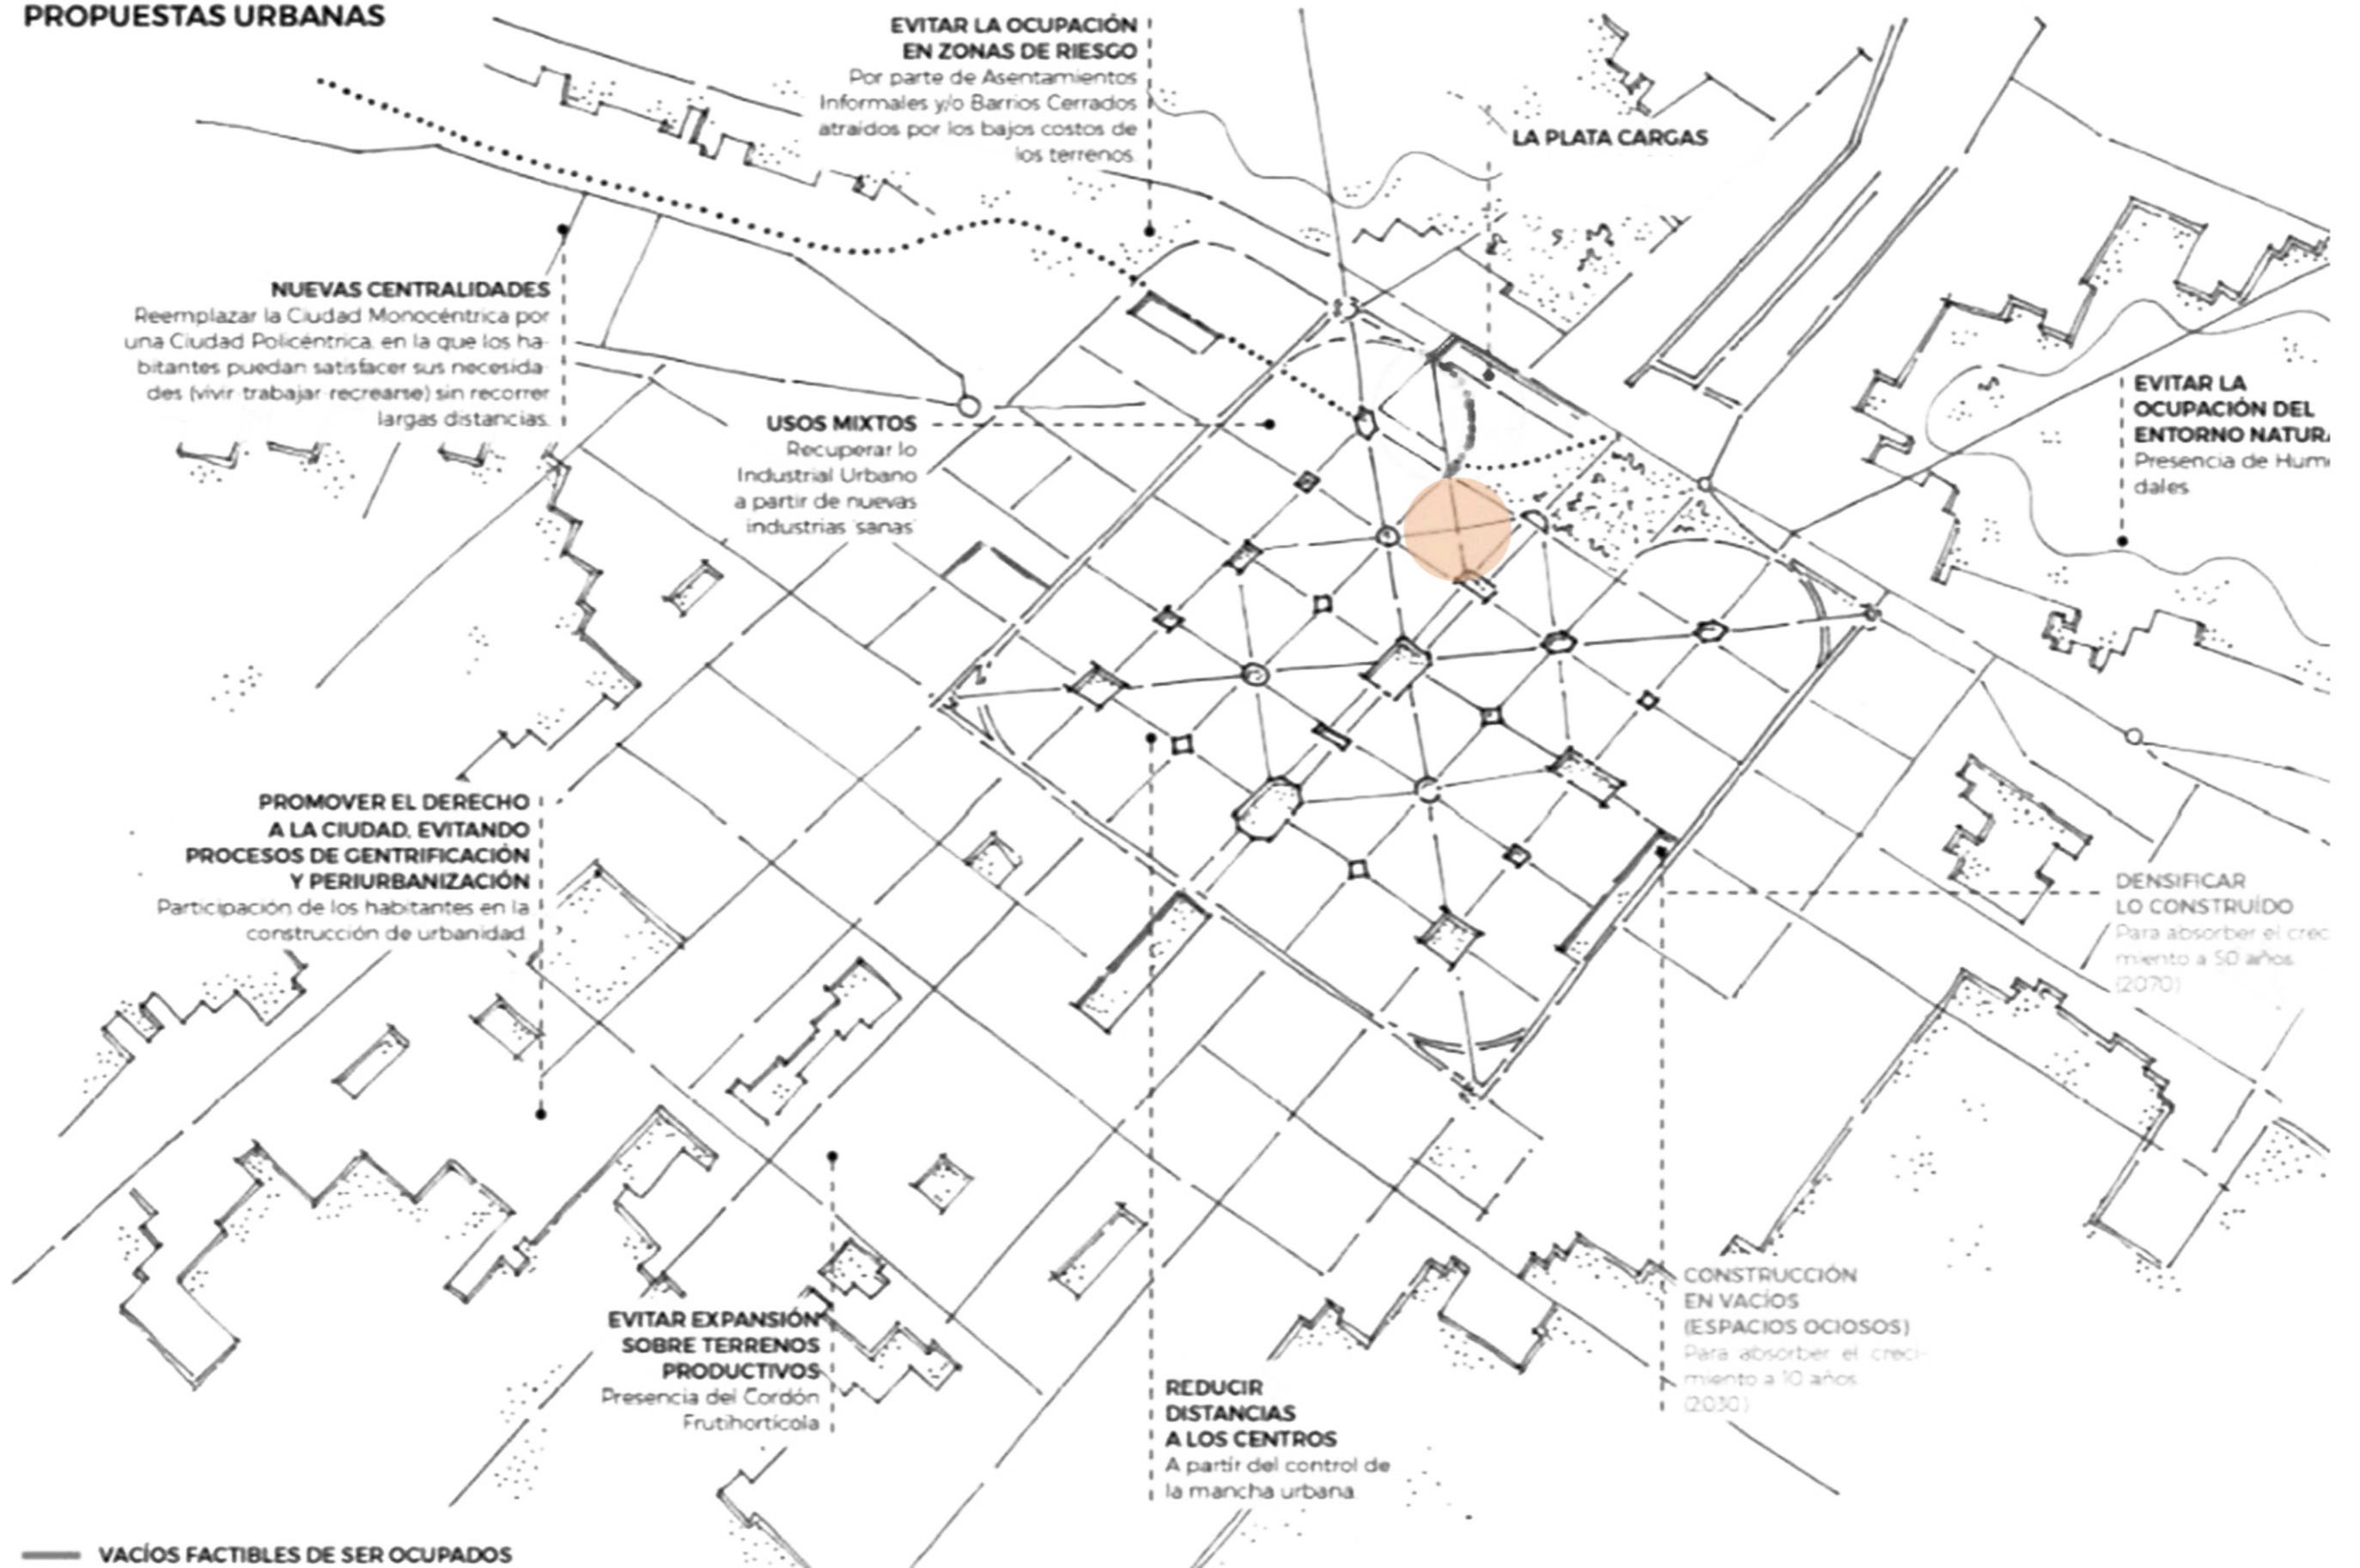 PROPUESTAS URBANAS
EVITAR LA OCUPACIÓN
EN ZONAS DE RIESGO
Por parte de Asentamientos
Informales y/o Barrios Cerrados
atraídos por los bajos costos de
los terrenos.
LA PLATA CARGAS
NUEVAS CENTRALIDADES
Reemplazar la Ciudad Monocéntrica por
una Ciudad Policéntrica, en la que los ha-
bitantes puedan satisfacer sus necesida-
des (vivir-trabajar-recrearse) sin recorrer
largas distancias.
USOS MIXTOS
Recuperar lo
Industrial Urbano
a partir de nuevas
industrias 'sanas'
EVITAR LA
OCUPACIÓN DEL
ENTORNO NATURA
Presencia de Hume
dales
PROMOVER EL DERECHO
A LA CIUDAD, EVITANDO
PROCESOS DE GENTRIFICACIÓN
Y PERIURBANIZACIÓN
Participación de los habitantes en la
construcción de urbanidad.
DENSIFICAR
LO CONSTRUÍDO
Para absorber el crec
miento a 50 años
(2070)
CONSTRUCCIÓN
EN VACÍOS
(ESPACIOS OCIOSOS)
Para absorber el creci-
miento a 10 años
(2030)
EVITAR EXPANSIÓN
SOBRE TERRENOS
PRODUCTIVOS
Presencia del Cordón
Frutihortícola
REDUCIR
DISTANCIAS
A LOS CENTROS
A partir del control de
la mancha urbana
VACÍOS FACTIBLES DE SER OCUPADOS